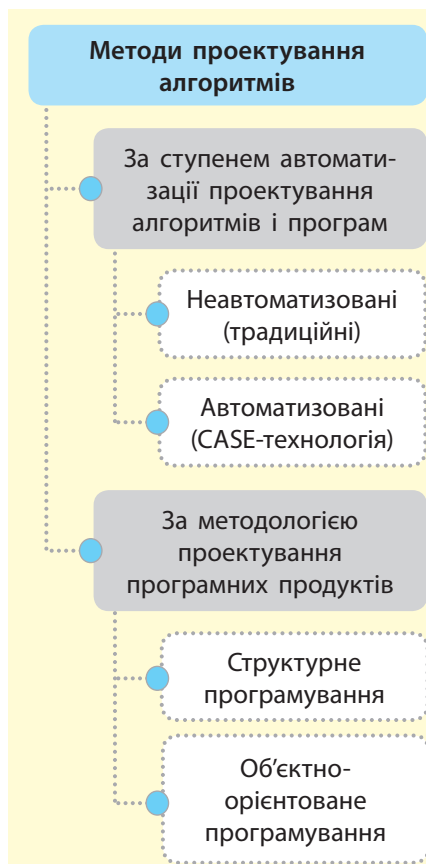 Методи проектування
алгоритмів
За ступенем автомати-
зації проектування
алгоритмів і програм
Неавтоматизовані
(традиційні)
Автоматизовані
(CASE-технологія)
За методологією
проектування
програмних продуктів
Структурне
програмування
Об’єктно-
орієнтоване
програмування